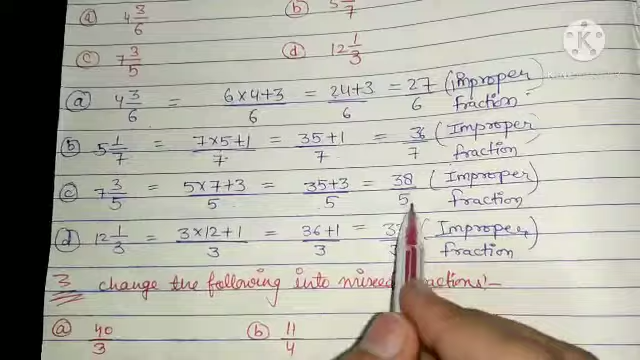 ⓐ 4 3/6 ⓑ 5 1/7
ⓒ 7 3/5 ⓓ 12 1/3
ⓐ 4 3/6 = 6×4+3/6 = 24+3/6 = 27/6 (Improper fraction)
ⓑ 5 1/7 = 7×5+1/7 = 35+1/7 = 36/7 (Improper fraction)
ⓒ 7 3/5 = 5×7+3/5 = 35+3/5 = 38/5 (Improper fraction)
ⓓ 12 1/3 = 3×12+1/3 = 36+1/3 = (Improper fraction)
3 change the following into mixed fractions:-
ⓐ 40/3 ⓑ 11/4
KINEMASTER